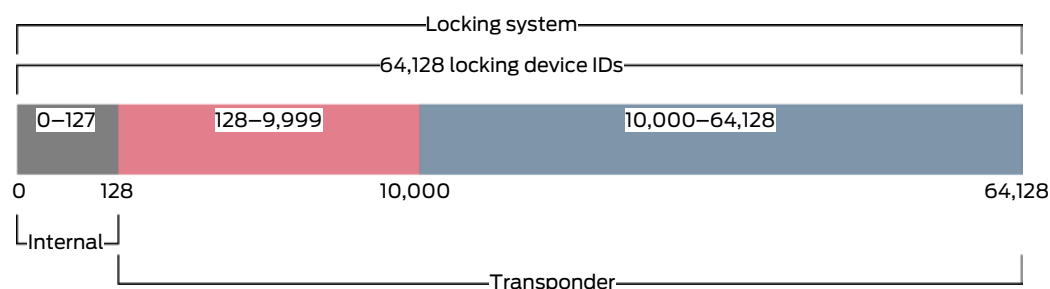 Locking system
64,128 locking device IDs
0–127
128–9,999
10,000–64,128
0
128
10,000
64,128
Internal
Transponder